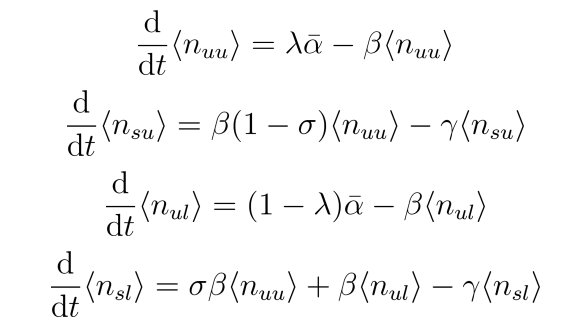 d/dt ⟨n_{uu}⟩ = λᾱ − β⟨n_{uu}⟩
d/dt ⟨n_{su}⟩ = β(1 − σ)⟨n_{uu}⟩ − γ⟨n_{su}⟩
d/dt ⟨n_{ul}⟩ = (1 − λ)ᾱ − β⟨n_{ul}⟩
d/dt ⟨n_{sl}⟩ = σβ⟨n_{uu}⟩ + β⟨n_{ul}⟩ − γ⟨n_{sl}⟩